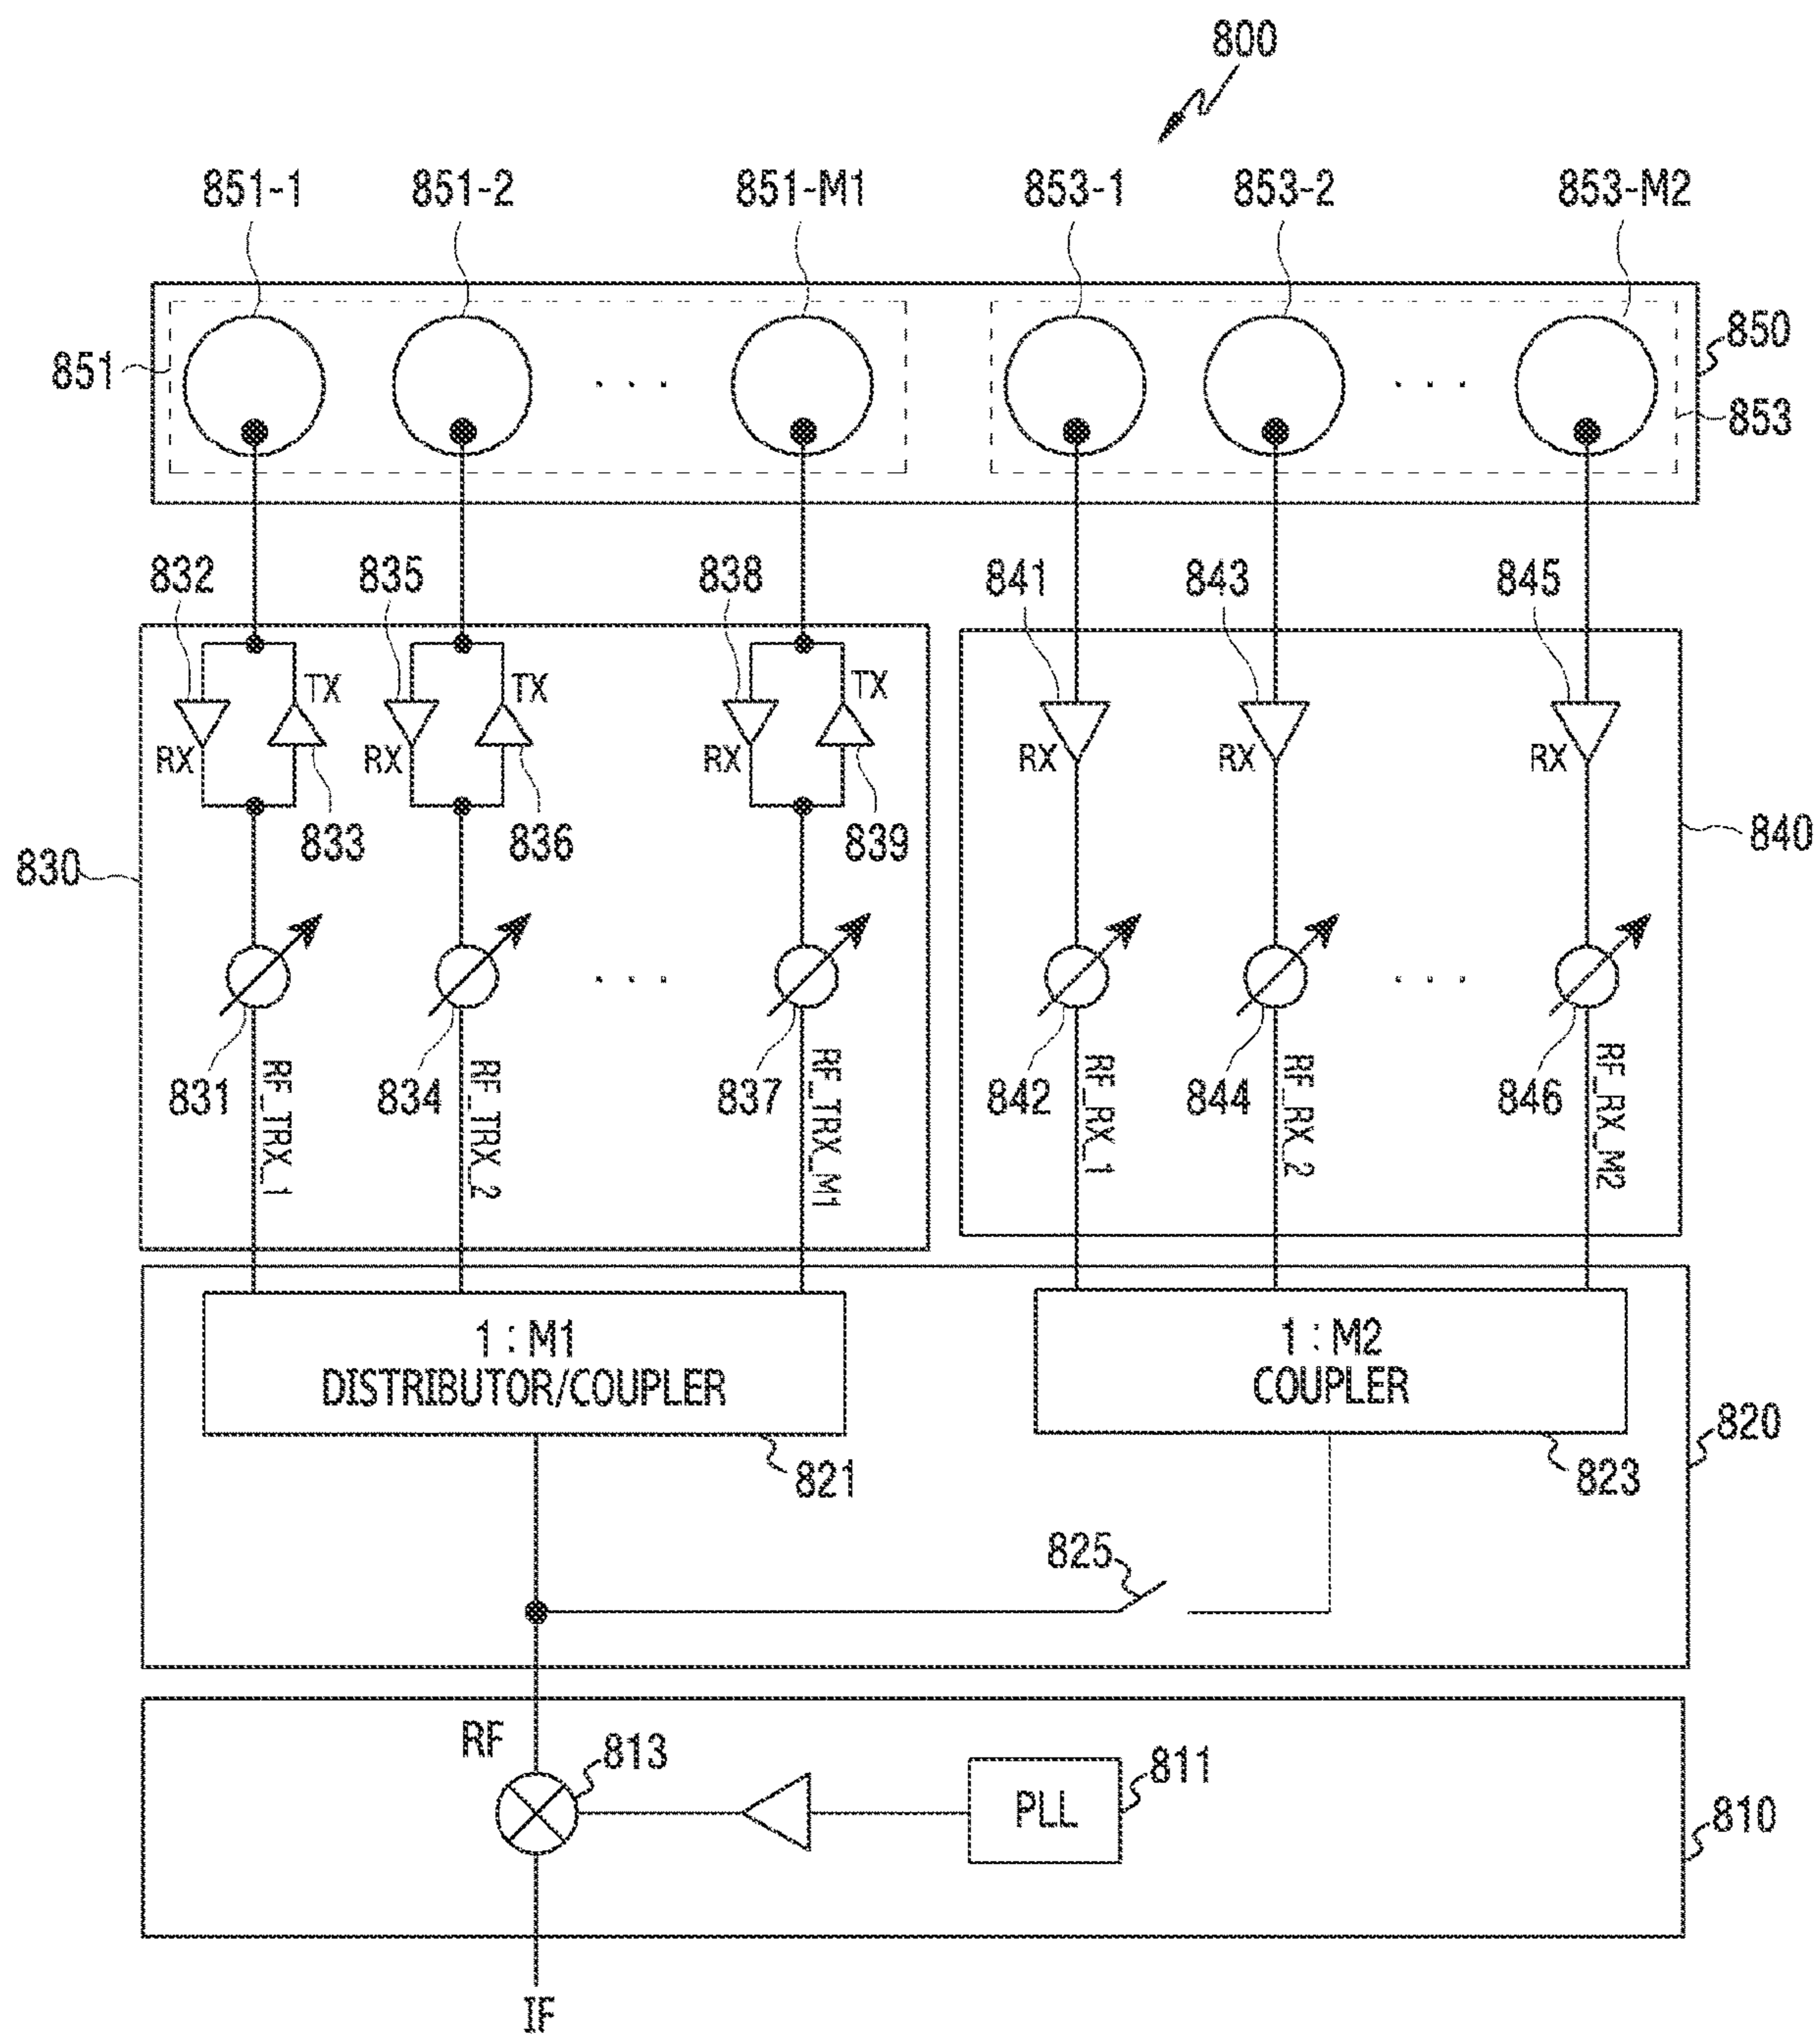 800
851-1 851-2 851-M1 853-1 853-2 853-M2
851 850
853
832 835 838 841 843 845
TX TX TX
RX RX RX RX RX RX
833 836 839 840
830
831 834 837 842 844 846
RF_TRX_1 RF_TRX_2 RF_TRX_M1 RF_RX_1 RF_RX_2 RF_RX_M2
1 : M1 1 : M2
DISTRIBUTOR/COUPLER COUPLER
820
821 823
825
RF
813 811
PLL
810
IF